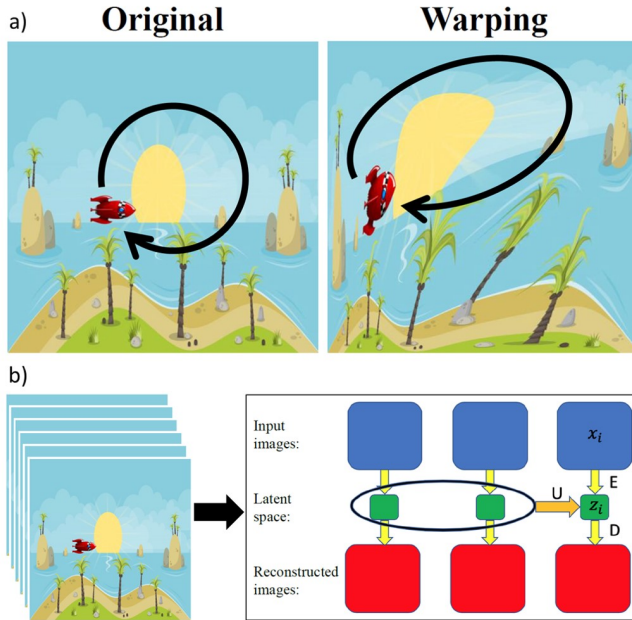 a)
Original
Warping
b)
Input
images:
x_i
E
Latent
space:
U
z_i
D
Reconstructed
images: